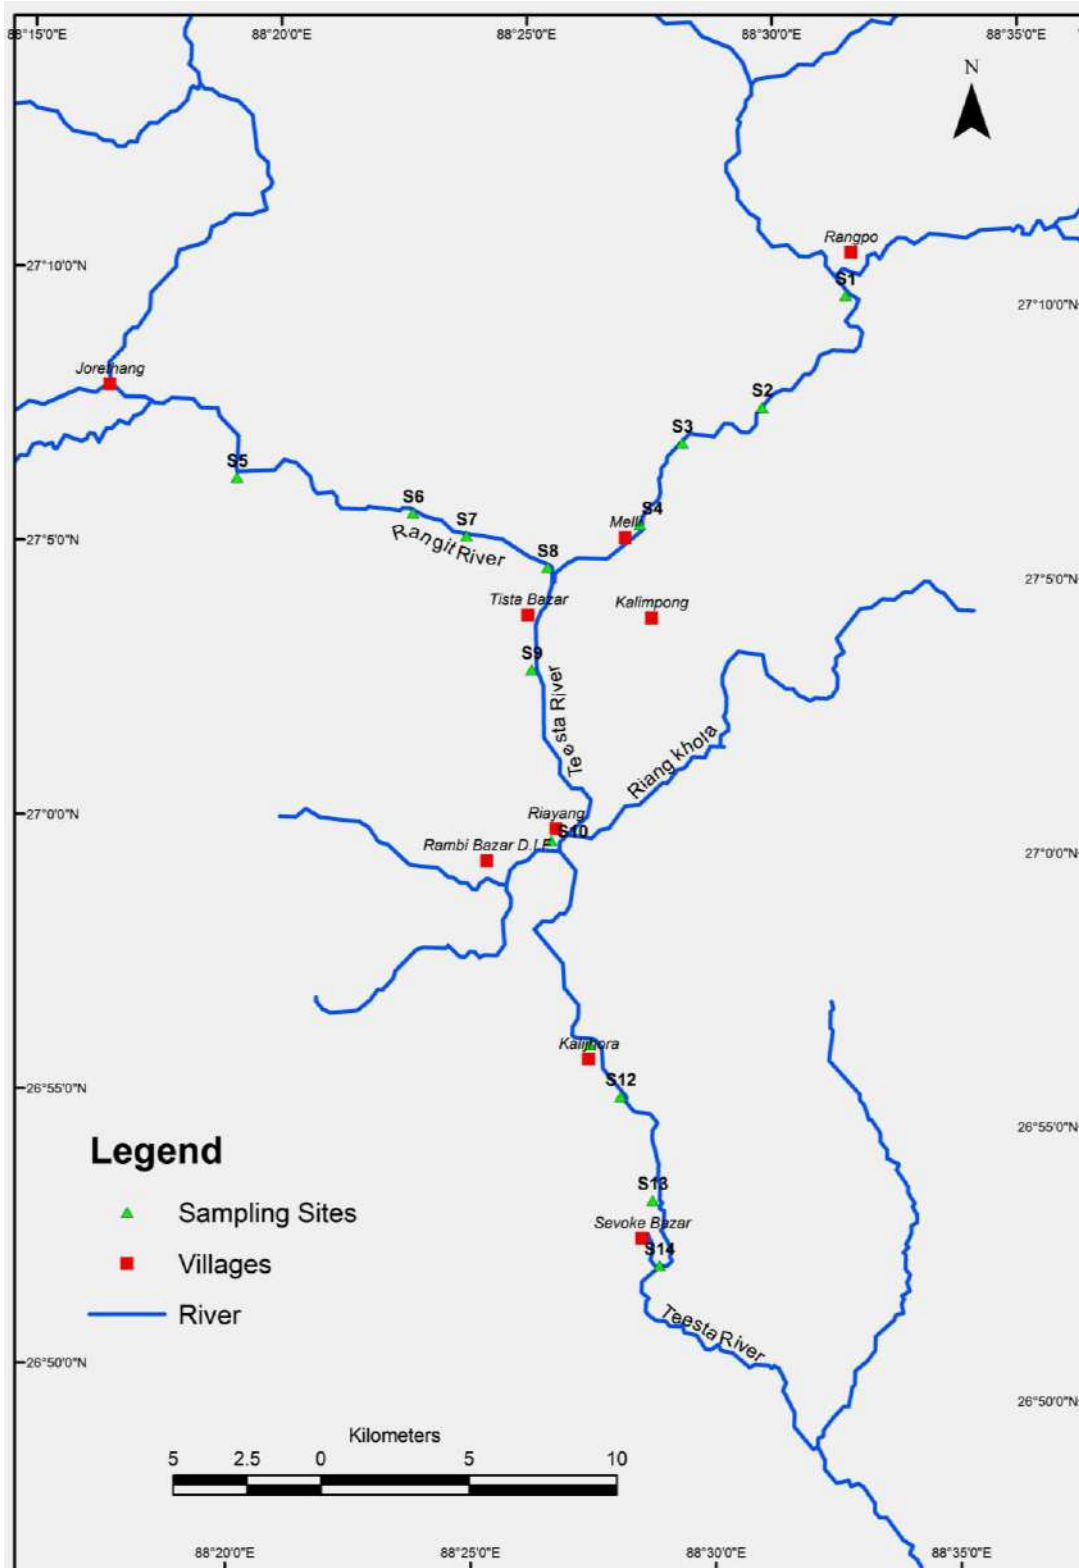 88°15'0"E 88°20'0"E 88°25'0"E 88°30'0"E 88°35'0"E
N
Rangpo
27°10'0"N
S1
27°10'0"N
Jorethang
S2
S3
S5
S6
S4
S7
Melli
Rangit River
27°5'0"N
S8
27°5'0"N
Tista Bazar
Kalimpong
S9
Teesta River
Riang khola
27°0'0"N
Riayang
S10
Rambi Bazar D.I.F
27°0'0"N
Kalijhora
S12
26°55'0"N
26°55'0"N
Legend
Sampling Sites
S13
Sevoke Bazar
S14
Villages
River
Teesta River
26°50'0"N
26°50'0"N
Kilometers
5 2.5 0 5 10
88°20'0"E 88°25'0"E 88°30'0"E 88°35'0"E